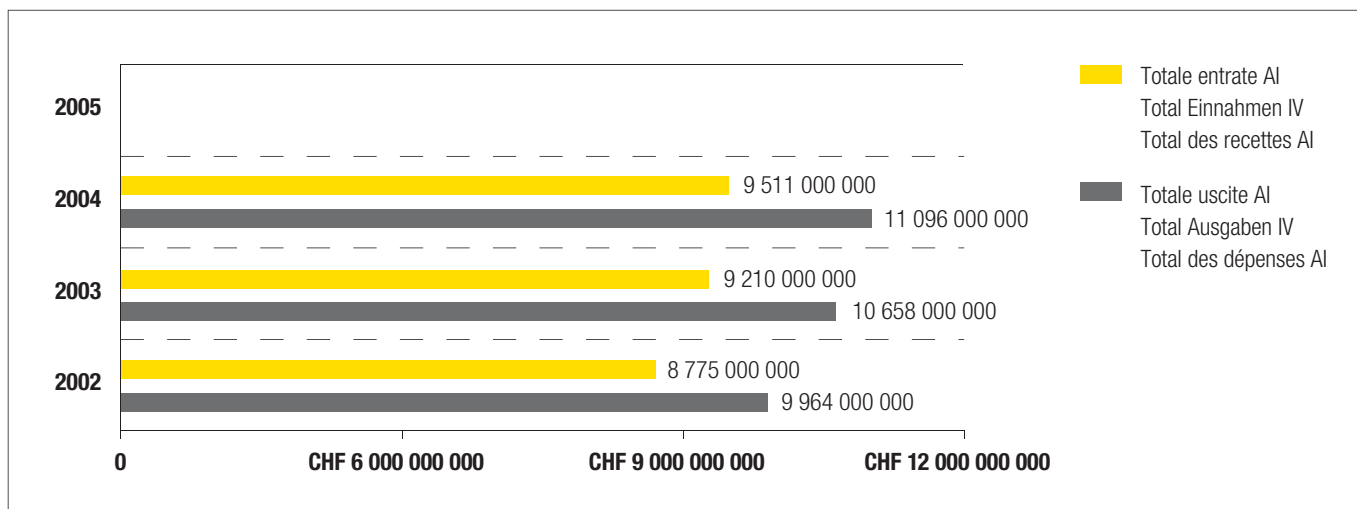 2005
2004
9 511 000 000
11 096 000 000
2003
9 210 000 000
10 658 000 000
2002
8 775 000 000
9 964 000 000
0 CHF 6 000 000 000 CHF 9 000 000 000 CHF 12 000 000 000
Totale entrate AI
Total Einnahmen IV
Total des recettes AI
Totale uscite AI
Total Ausgaben IV
Total des dépenses AI